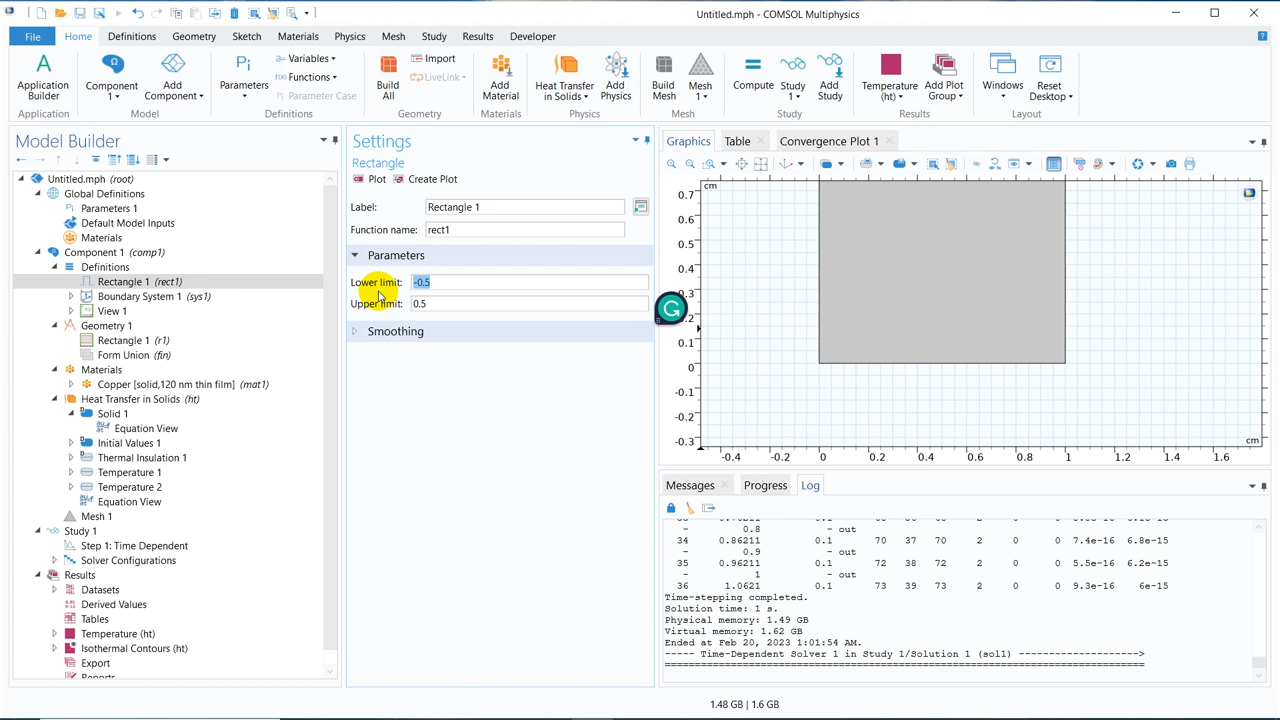 Untitled.mph - COMSOL Multiphysics
File Home Definitions Geometry Sketch Materials Physics Mesh Study Results Developer
Application Builder
Component 1
Add Component
Parameters
a= Variables
f(x) Functions
Pi Parameter Case
Build All
Import
LiveLink
Add Material
Heat Transfer in Solids
Add Physics
Build Mesh
Mesh 1
Compute
Study 1
Add Study
Temperature (ht)
Add Plot Group
Windows
Reset Desktop
Application Model Definitions Geometry Materials Physics Mesh Study Results Layout
Model Builder
Untitled.mph (root)
Global Definitions
Pi Parameters 1
Default Model Inputs
Materials
Component 1 (comp1)
Definitions
Rectangle 1 (rect1)
Boundary System 1 (sys1)
View 1
Geometry 1
Rectangle 1 (r1)
Form Union (fin)
Materials
Copper [solid,120 nm thin film] (mat1)
Heat Transfer in Solids (ht)
Solid 1
Equation View
Initial Values 1
Thermal Insulation 1
Temperature 1
Temperature 2
Equation View
Mesh 1
Study 1
Step 1: Time Dependent
Solver Configurations
Results
Datasets
Derived Values
Tables
Temperature (ht)
Isothermal Contours (ht)
Export
Settings
Rectangle
Plot Create Plot
Label: Rectangle 1
Function name: rect1
Parameters
Lower limit: -0.5
Upper limit: 0.5
Smoothing
Graphics Table Convergence Plot 1
cm
0.7
0.6
0.5
0.4
0.3
0.2
0.1
0
-0.1
-0.2
-0.3
cm
-0.4 -0.2 0 0.2 0.4 0.6 0.8 1 1.2 1.4 1.6
Messages Progress Log
- 0.8 - out
34 0.86211 0.1 70 37 70 2 0 0 7.4e-16 6.8e-15
- 0.9 - out
35 0.96211 0.1 72 38 72 2 0 0 5.5e-16 6.2e-15
- 1 - out
36 1.0621 0.1 73 39 73 2 0 0 9.3e-16 6e-15
Time-stepping completed.
Solution time: 1 s.
Physical memory: 1.49 GB
Virtual memory: 1.62 GB
Ended at Feb 20, 2023 1:01:54 AM.
----- Time-Dependent Solver 1 in Study 1/Solution 1 (sol1) -------------------->
1.48 GB | 1.6 GB